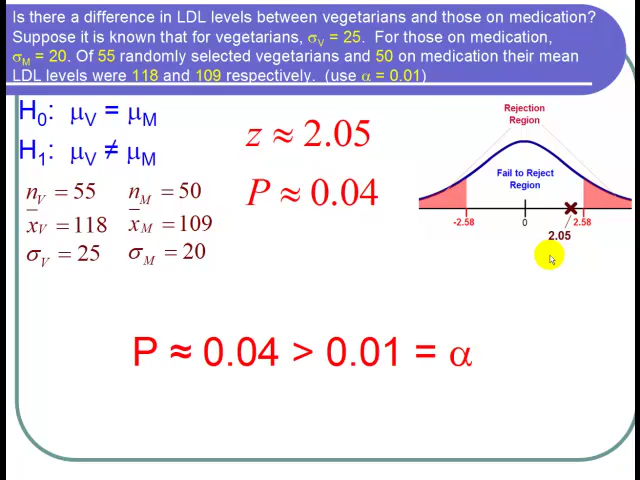 Is there a difference in LDL levels between vegetarians and those on medication?
Suppose it is known that for vegetarians, σV = 25.  For those on medication,
σM = 20. Of 55 randomly selected vegetarians and 50 on medication their mean
LDL levels were 118 and 109 respectively.  (use α = 0.01)
H0:  μV = μM
H1:  μV ≠ μM
nV = 55
nM = 50
x̄V = 118
x̄M = 109
σV = 25
σM = 20
z ≈ 2.05
P ≈ 0.04
Rejection
Region
Fail to Reject
Region
-2.58
0
2.58
2.05
P ≈ 0.04 > 0.01 = α